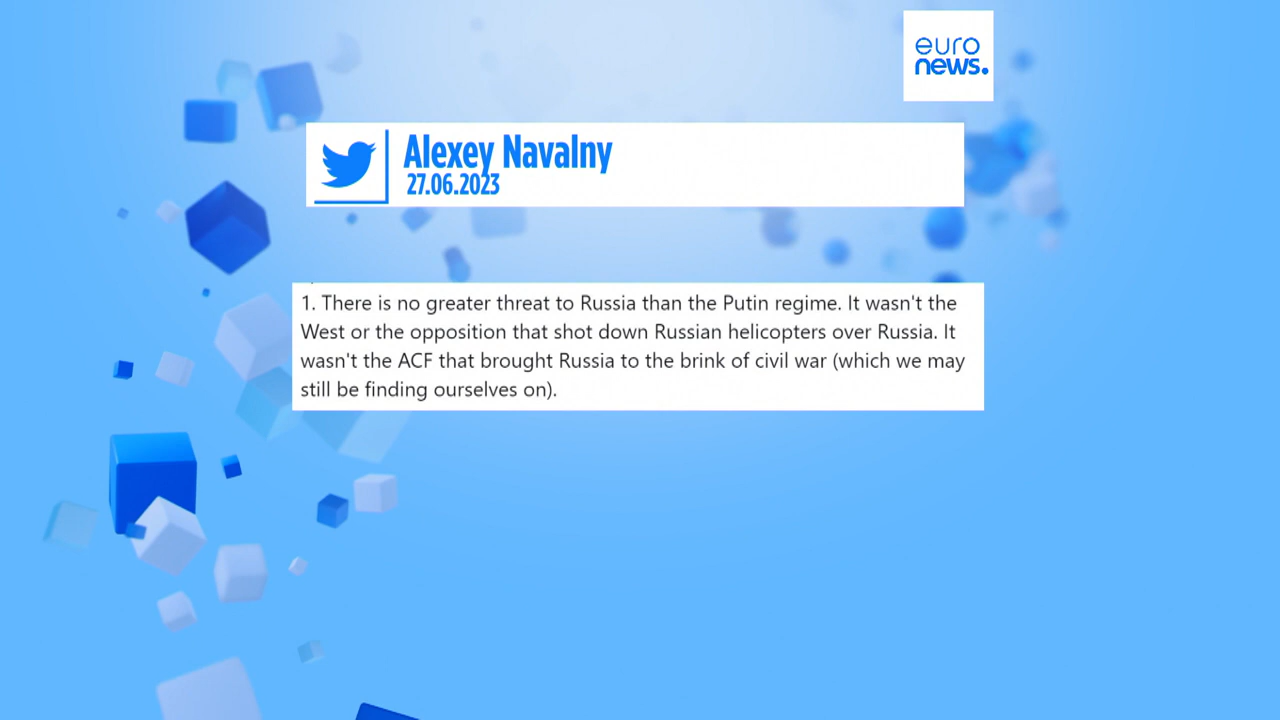 euro
news.
Alexey Navalny
27.06.2023
1. There is no greater threat to Russia than the Putin regime. It wasn't the
West or the opposition that shot down Russian helicopters over Russia. It
wasn't the ACF that brought Russia to the brink of civil war (which we may
still be finding ourselves on).